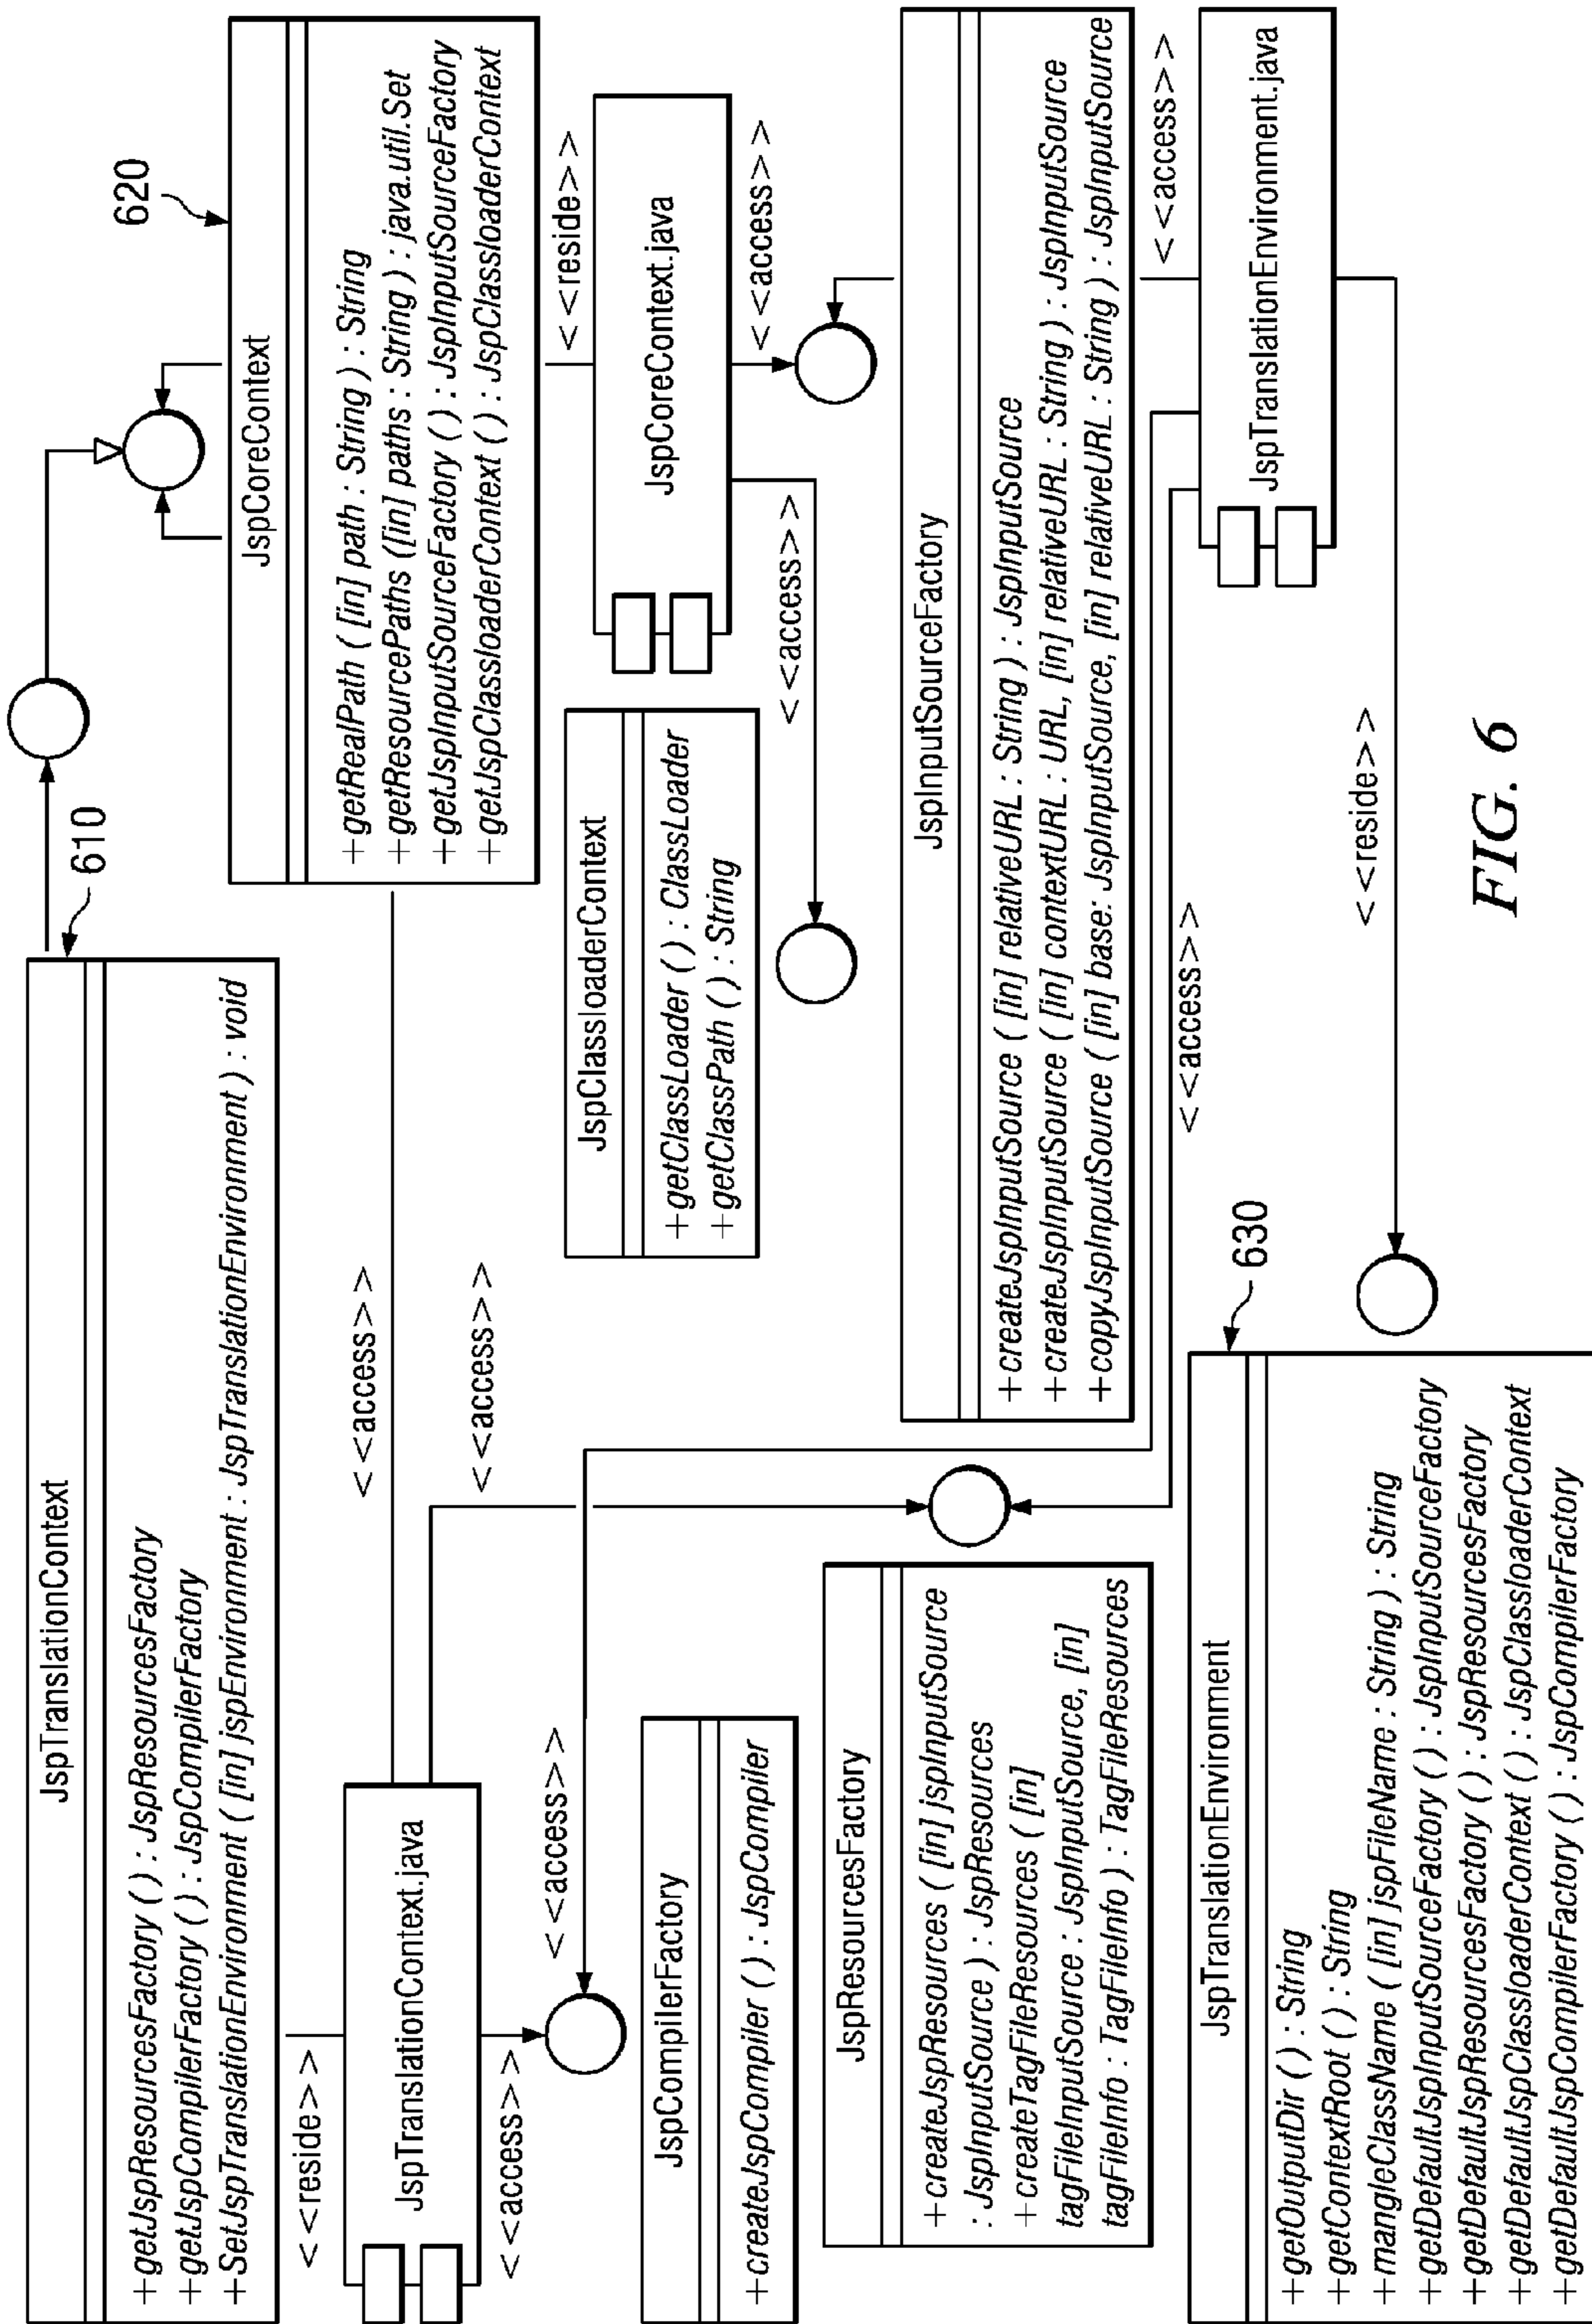 JspTranslationContext
+getJspResourcesFactory ( ) : JspResourcesFactory
+getJspCompilerFactory ( ) : JspCompilerFactory
+SetJspTranslationEnvironment ( [in] jspEnvironment : JspTranslationEnvironment ) : void
610
620
JspCoreContext
+getRealPath ( [in] path : String ) : String
+getResourcePaths ([in] paths : String ) : java.util.Set
+getJspInputSourceFactory ( ) : JspInputSourceFactory
+getJspClassloaderContext ( ) : JspClassloaderContext
<<reside>>
JspTranslationContext.java
<<access>>
<<access>>
<<access>>
<<reside>>
JspCoreContext.java
<<access>>
<<access>>
JspClassloaderContext
+getClassLoader ( ) : ClassLoader
+getClassPath ( ) : String
<<access>>
JspCompilerFactory
+createJspCompiler ( ) : JspCompiler
JspResourcesFactory
+createJspResources ( [in] jspInputSource
: JspInputSource ) : JspResources
+createTagFileResources ( [in]
tagFileInputSource : JspInputSource, [in]
tagFileInfo : TagFileInfo ) : TagFileResources
JspInputSourceFactory
+createJspInputSource ( [in] relativeURL : String ) : JspInputSource
+createJspInputSource ( [in] contextURL : URL, [in] relativeURL : String ) : JspInputSource
+copyJspInputSource ( [in] base: JspInputSource, [in] relativeURL : String ) : JspInputSource
<<access>>
<<access>>
JspTranslationEnvironment.java
<<reside>>
630
JspTranslationEnvironment
+getOutputDir ( ) : String
+getContextRoot ( ) : String
+mangleClassName ( [in] jspFileName : String ) : String
+getDefaultJspInputSourceFactory ( ) : JspInputSourceFactory
+getDefaultJspResourcesFactory ( ) : JspResourcesFactory
+getDefaultJspClassloaderContext ( ) : JspClassloaderContext
+getDefaultJspCompilerFactory ( ) : JspCompilerFactory
FIG. 6